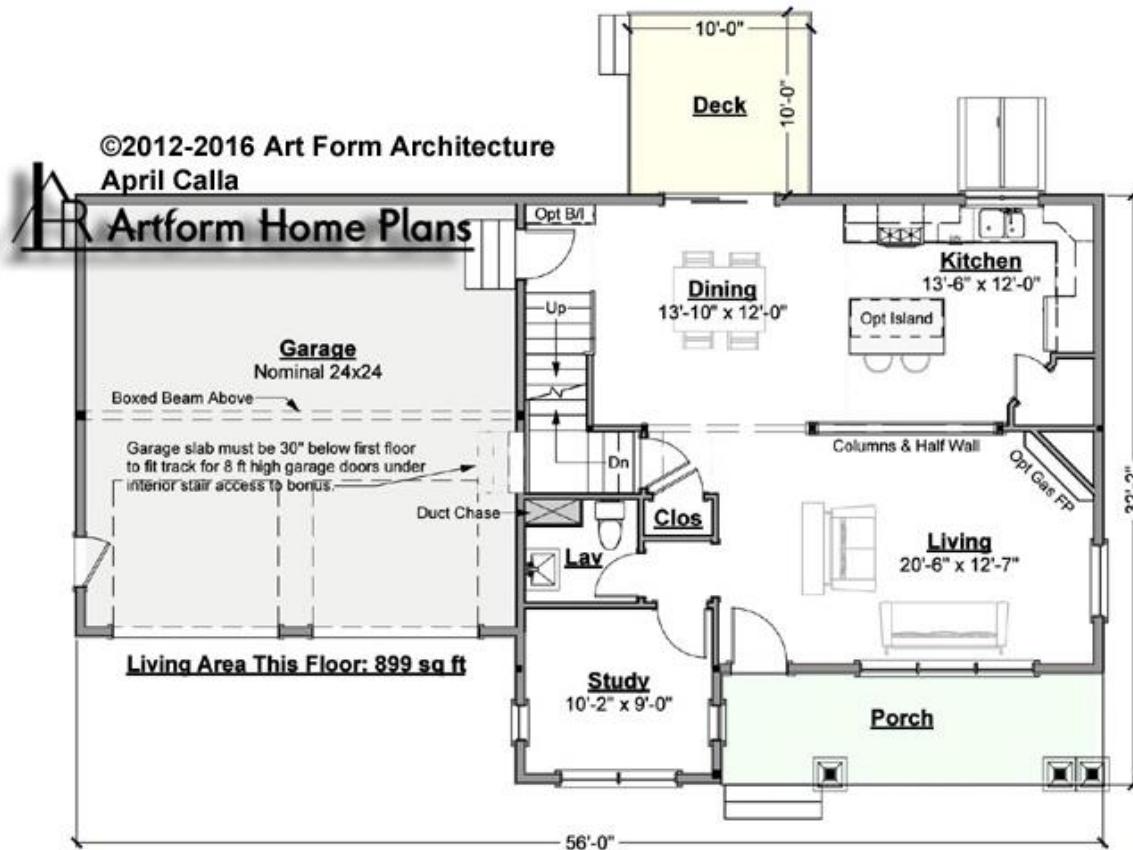 10'-0"
10'-0"
Deck
©2012-2016 Art Form Architecture
April Calla
Artform Home Plans
Opt B/I
Kitchen
13'-6" x 12'-0"
Dining
13'-10" x 12'-0"
Up
Opt Island
Garage
Nominal 24x24
Boxed Beam Above
Garage slab must be 30" below first floor
to fit track for 8 ft high garage doors under
interior stair access to bonus.
Columns & Half Wall
Dn
Opt Gas FP
32'-2"
Duct Chase
Clos
Lav
Living
20'-6" x 12'-7"
Living Area This Floor: 899 sq ft
Study
10'-2" x 9'-0"
Porch
56'-0"